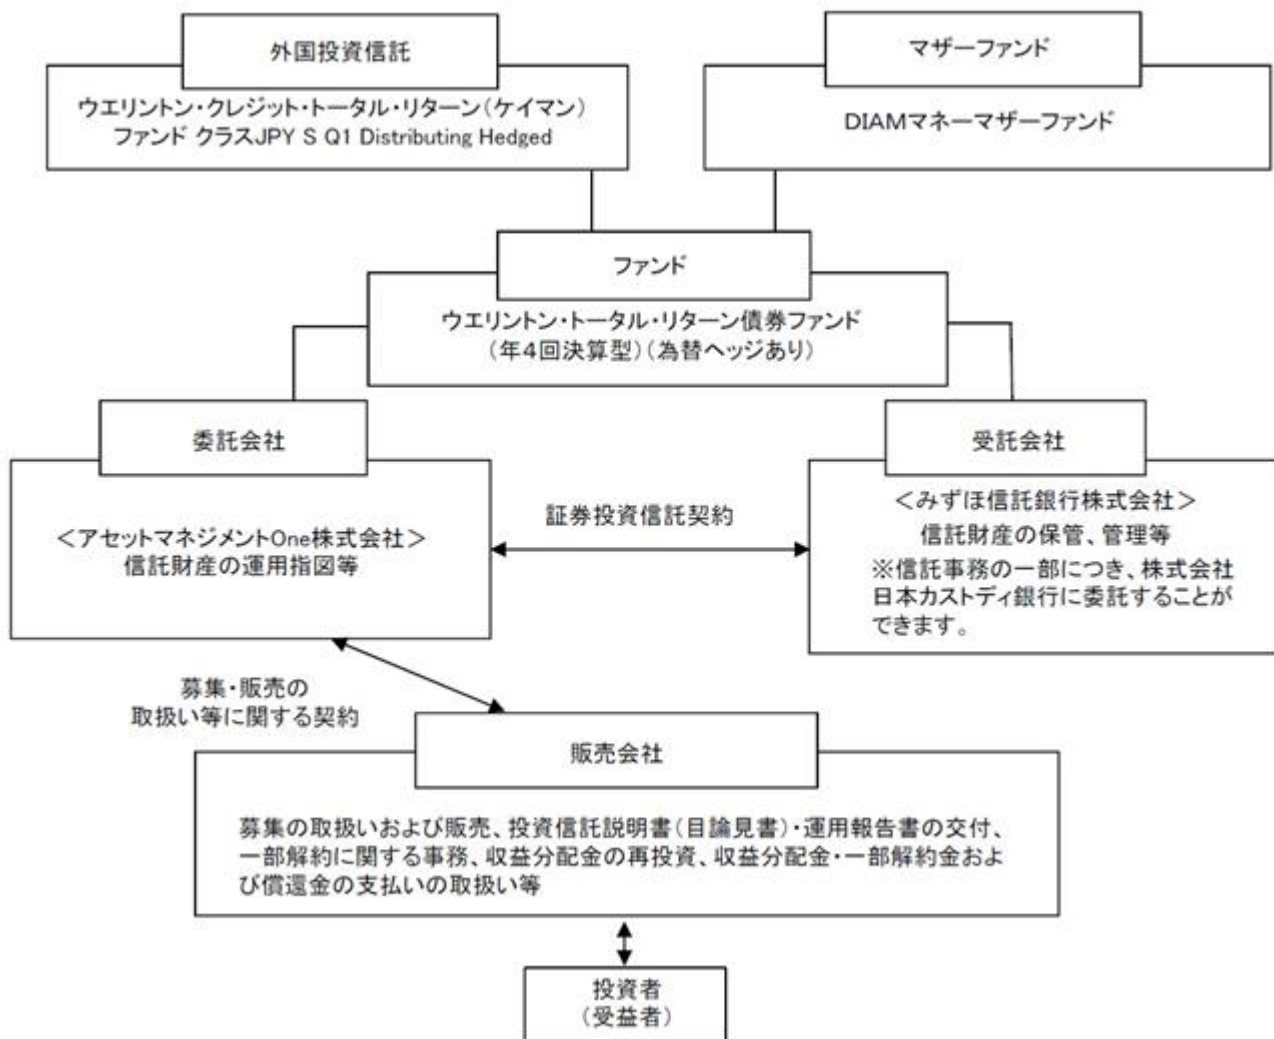 外国投資信託
ウエリントン・クレジット・トータル・リターン(ケイマン)
ファンド クラスJPY S Q1 Distributing Hedged
マザーファンド
DIAMマネーマザーファンド
ファンド
ウエリントン・トータル・リターン債券ファンド
(年4回決算型)(為替ヘッジあり)
委託会社
<アセットマネジメントOne株式会社>
信託財産の運用指図等
証券投資信託契約
受託会社
<みずほ信託銀行株式会社>
信託財産の保管、管理等
※信託事務の一部につき、株式会社
日本カストディ銀行に委託することが
できます。
募集・販売の
取扱い等に関する契約
販売会社
募集の取扱いおよび販売、投資信託説明書(目論見書)・運用報告書の交付、
一部解約に関する事務、収益分配金の再投資、収益分配金・一部解約金およ
び償還金の支払いの取扱い等
投資者
(受益者)